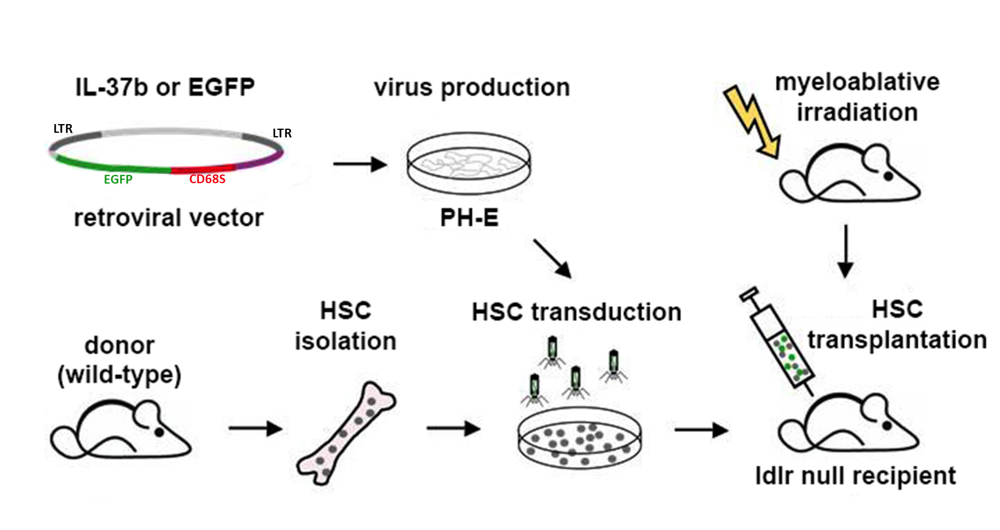 IL-37b or EGFP
LTR
LTR
EGFP
CD68S
retroviral vector
virus production
PH-E
myeloablative
irradiation
donor
(wild-type)
HSC
isolation
HSC transduction
HSC
transplantation
ldlr null recipient